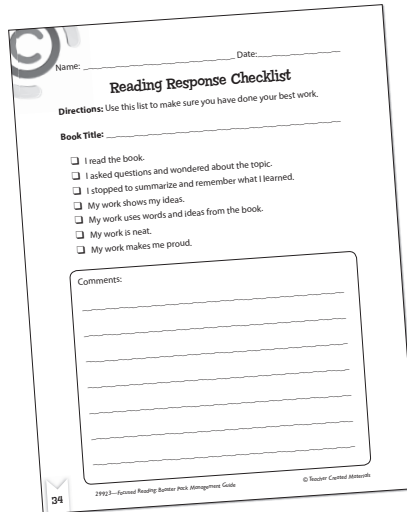 Name: Date:
Reading Response Checklist
Directions: Use this list to make sure you have done your best work.
Book Title:
I read the book.
I asked questions and wondered about the topic.
I stopped to summarize and remember what I learned.
My work shows my ideas.
My work uses words and ideas from the book.
My work is neat.
My work makes me proud.
Comments:
34
29923—Focused Reading: Booster Pack Management Guide
© Teacher Created Materials